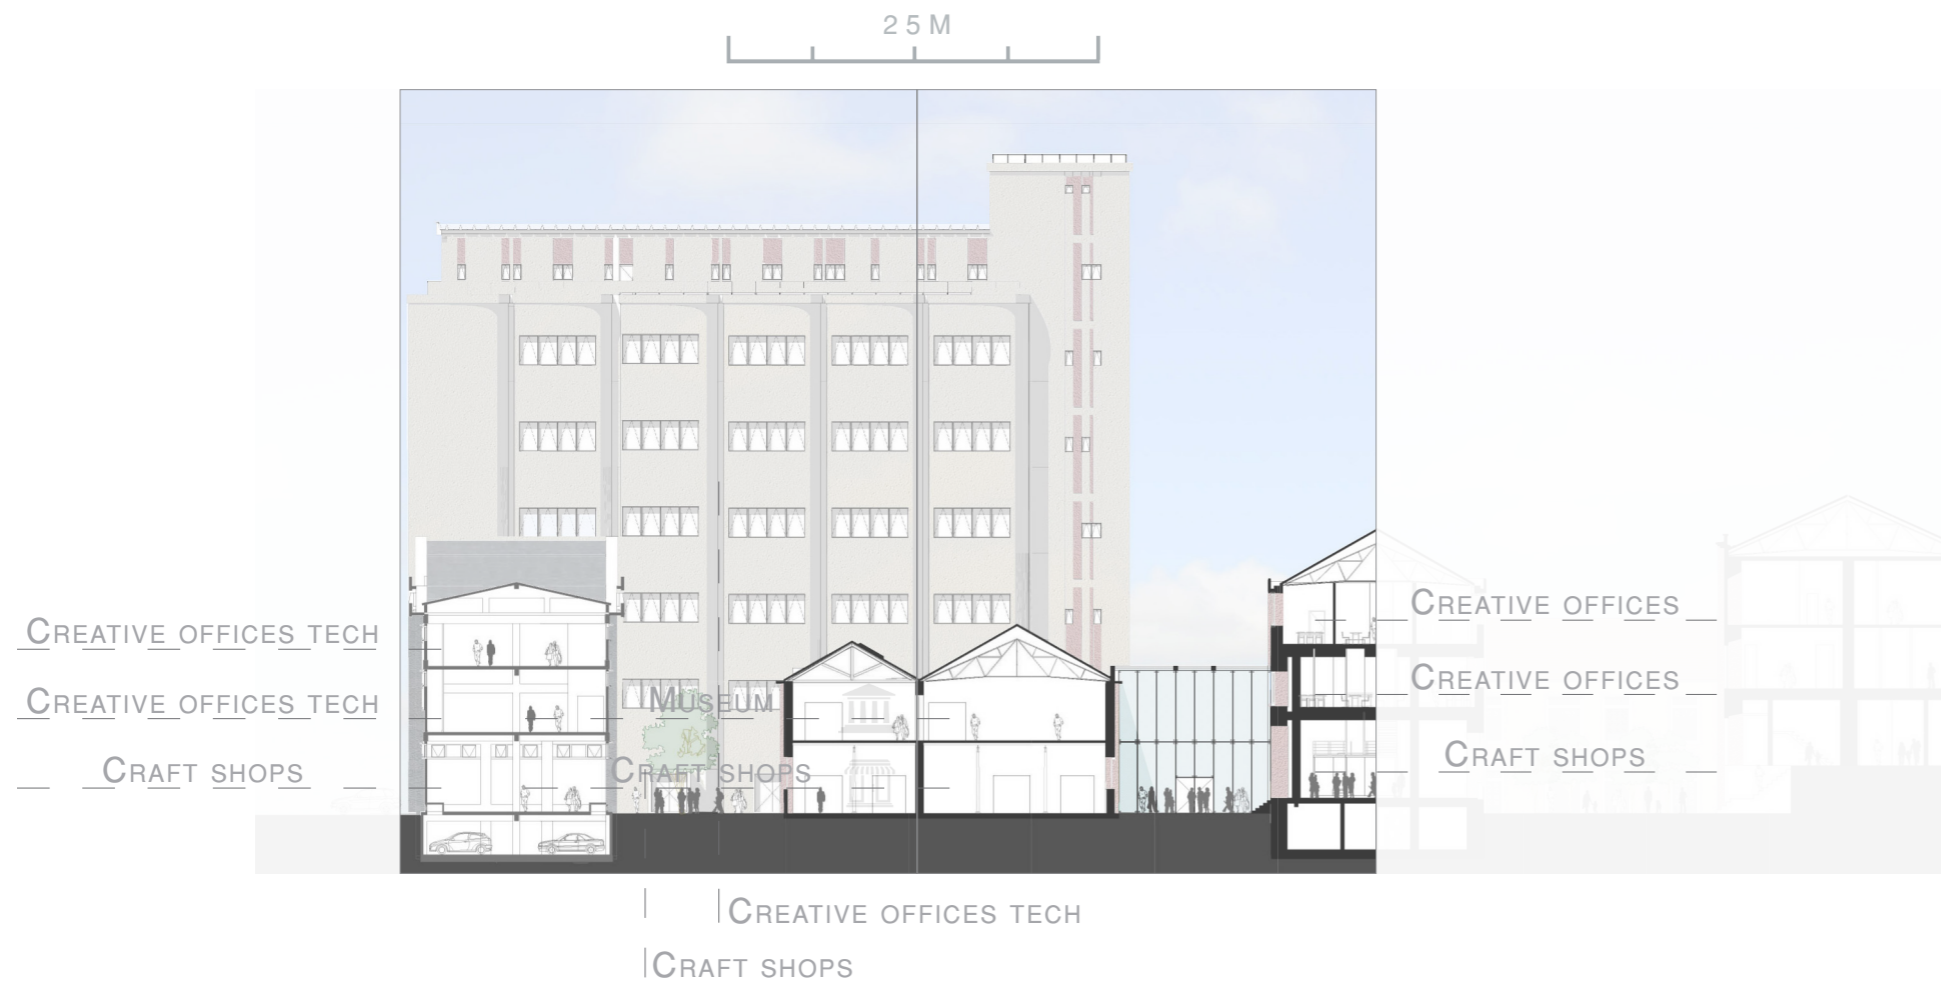 25M
CREATIVE OFFICES TECH
CREATIVE OFFICES TECH
CRAFT SHOPS
MUSEUM
CRAFT SHOPS
CREATIVE OFFICES
CREATIVE OFFICES
CRAFT SHOPS
CREATIVE OFFICES TECH
CRAFT SHOPS